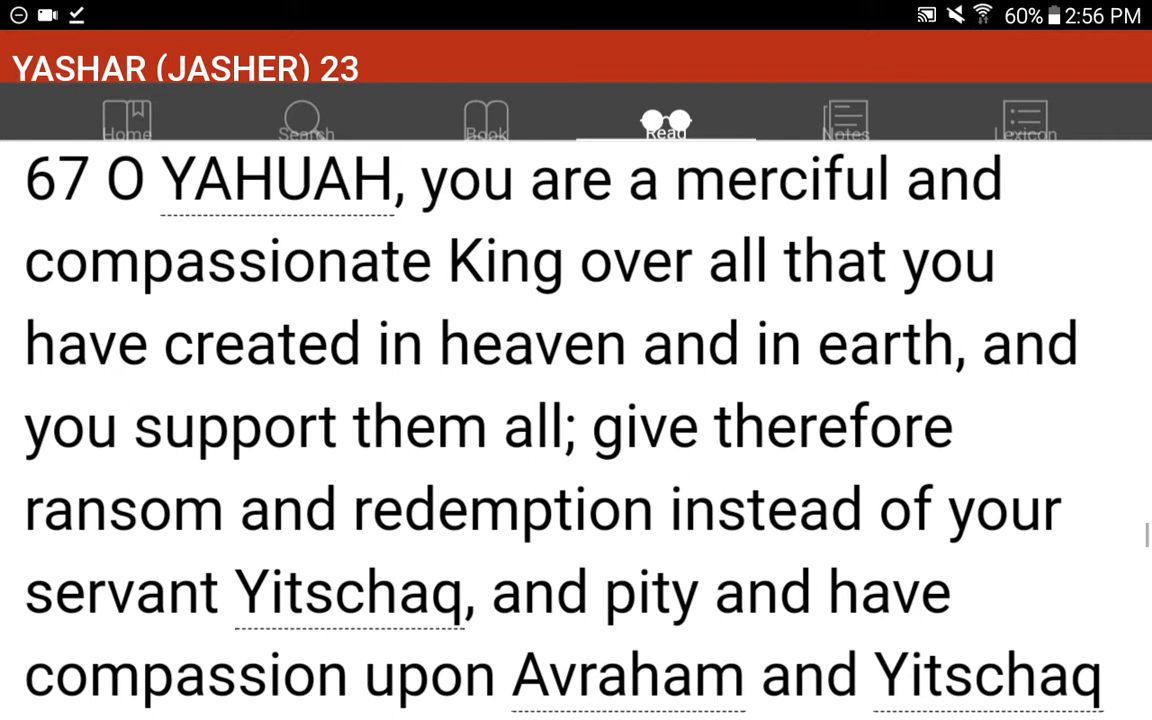 60% 2:56 PM
YASHAR (JASHER) 23
Home Search Book Read Notes Lexicon
67 O YAHUAH, you are a merciful and
compassionate King over all that you
have created in heaven and in earth, and
you support them all; give therefore
ransom and redemption instead of your
servant Yitschaq, and pity and have
compassion upon Avraham and Yitschaq